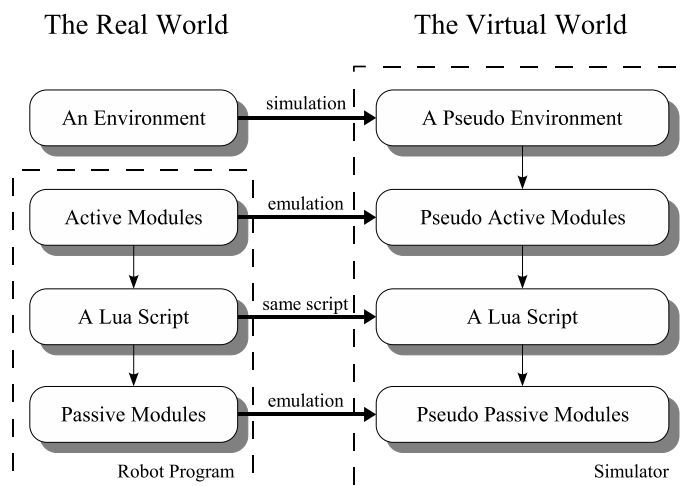 The Real World
The Virtual World
An Environment
simulation
A Pseudo Environment
Active Modules
emulation
Pseudo Active Modules
A Lua Script
same script
A Lua Script
Passive Modules
emulation
Pseudo Passive Modules
Robot Program
Simulator